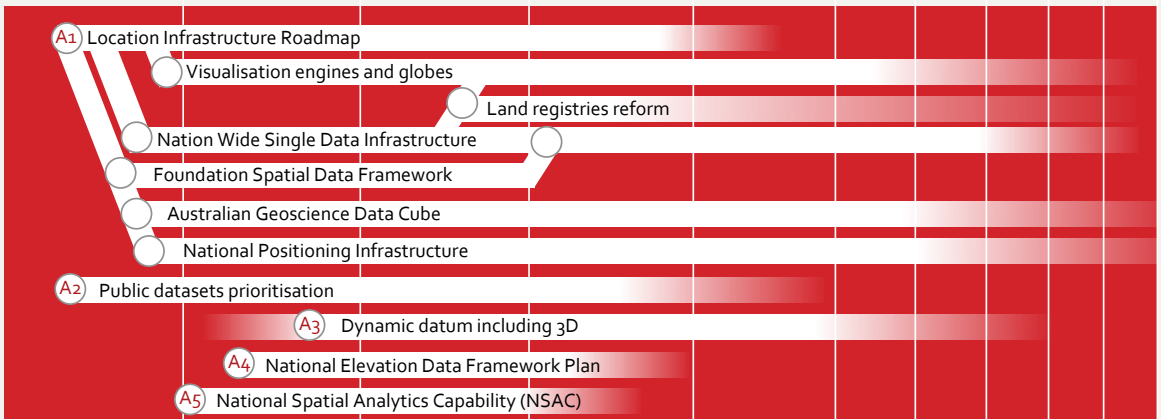 A1 Location Infrastructure Roadmap
Visualisation engines and globes
Land registries reform
Nation Wide Single Data Infrastructure
Foundation Spatial Data Framework
Australian Geoscience Data Cube
National Positioning Infrastructure
A2 Public datasets prioritisation
A3 Dynamic datum including 3D
A4 National Elevation Data Framework Plan
A5 National Spatial Analytics Capability (NSAC)